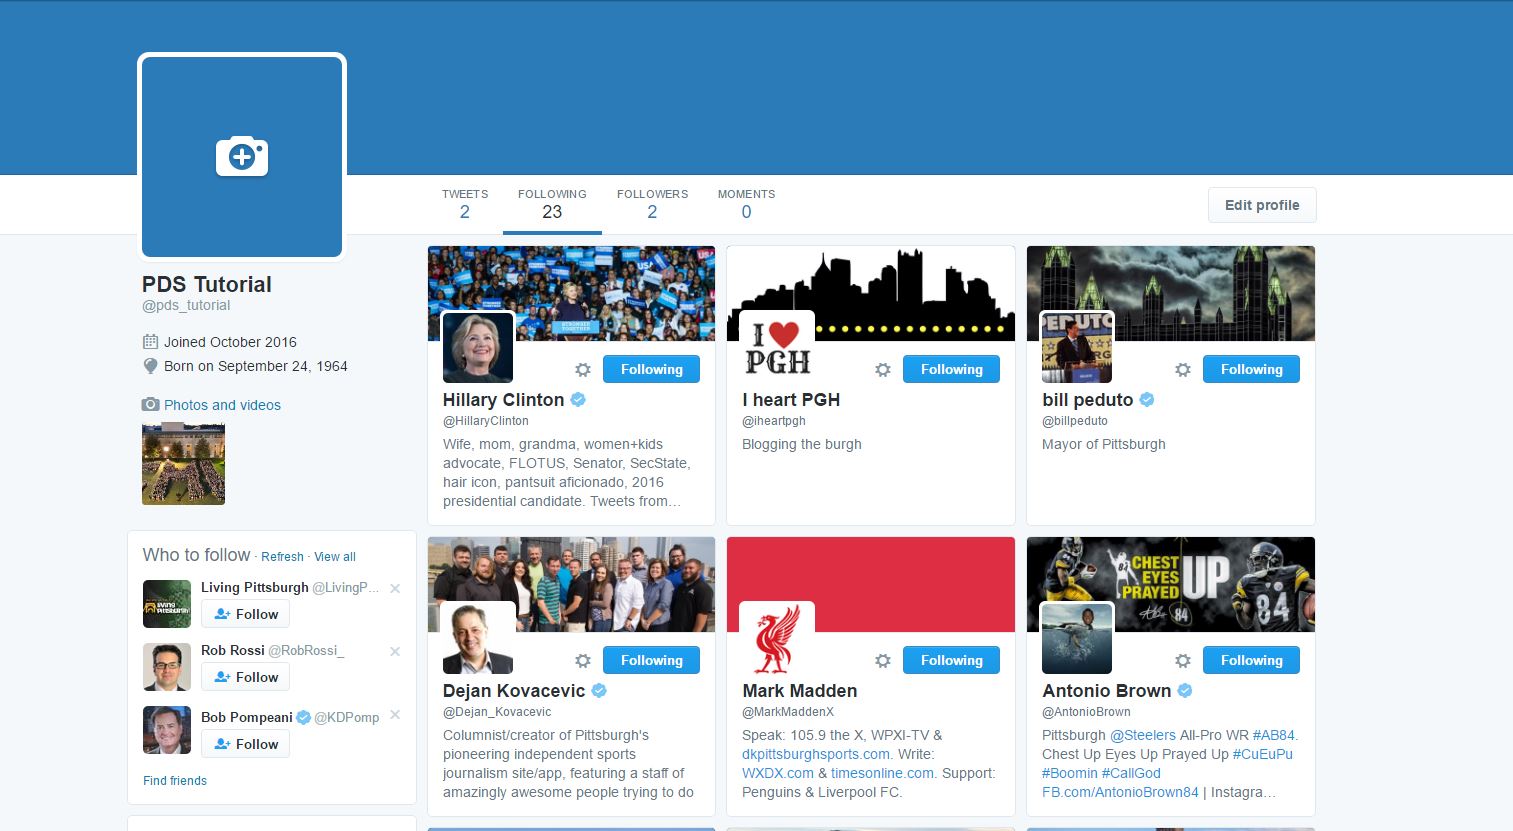 TWEETS
2
FOLLOWING
23
FOLLOWERS
2
MOMENTS
0
Edit profile
PDS Tutorial
@pds_tutorial
Joined October 2016
Born on September 24, 1964
Photos and videos
Who to follow · Refresh · View all
Living Pittsburgh @LivingP...
Follow
Rob Rossi @RobRossi_
Follow
Bob Pompeani @KDPomp
Follow
Find friends
USA
STRONGER
TOGETHER
Following
Hillary Clinton
@HillaryClinton
Wife, mom, grandma, women+kids
advocate, FLOTUS, Senator, SecState,
hair icon, pantsuit aficionado, 2016
presidential candidate. Tweets from…
I
PGH
Following
I heart PGH
@iheartpgh
Blogging the burgh
PEDUTO
Following
bill peduto
@billpeduto
Mayor of Pittsburgh
Following
Dejan Kovacevic
@Dejan_Kovacevic
Columnist/creator of Pittsburgh's
pioneering independent sports
journalism site/app, featuring a staff of
amazingly awesome people trying to do
Following
Mark Madden
@MarkMaddenX
Speak: 105.9 the X, WPXI-TV &
dkpittsburghsports.com. Write:
WXDX.com & timesonline.com. Support:
Penguins & Liverpool FC.
CHEST
EYES
PRAYED
UP
84
84
Following
Antonio Brown
@AntonioBrown
Pittsburgh @Steelers All-Pro WR #AB84.
Chest Up Eyes Up Prayed Up #CuEuPu
#Boomin #CallGod
FB.com/AntonioBrown84 | Instagra…